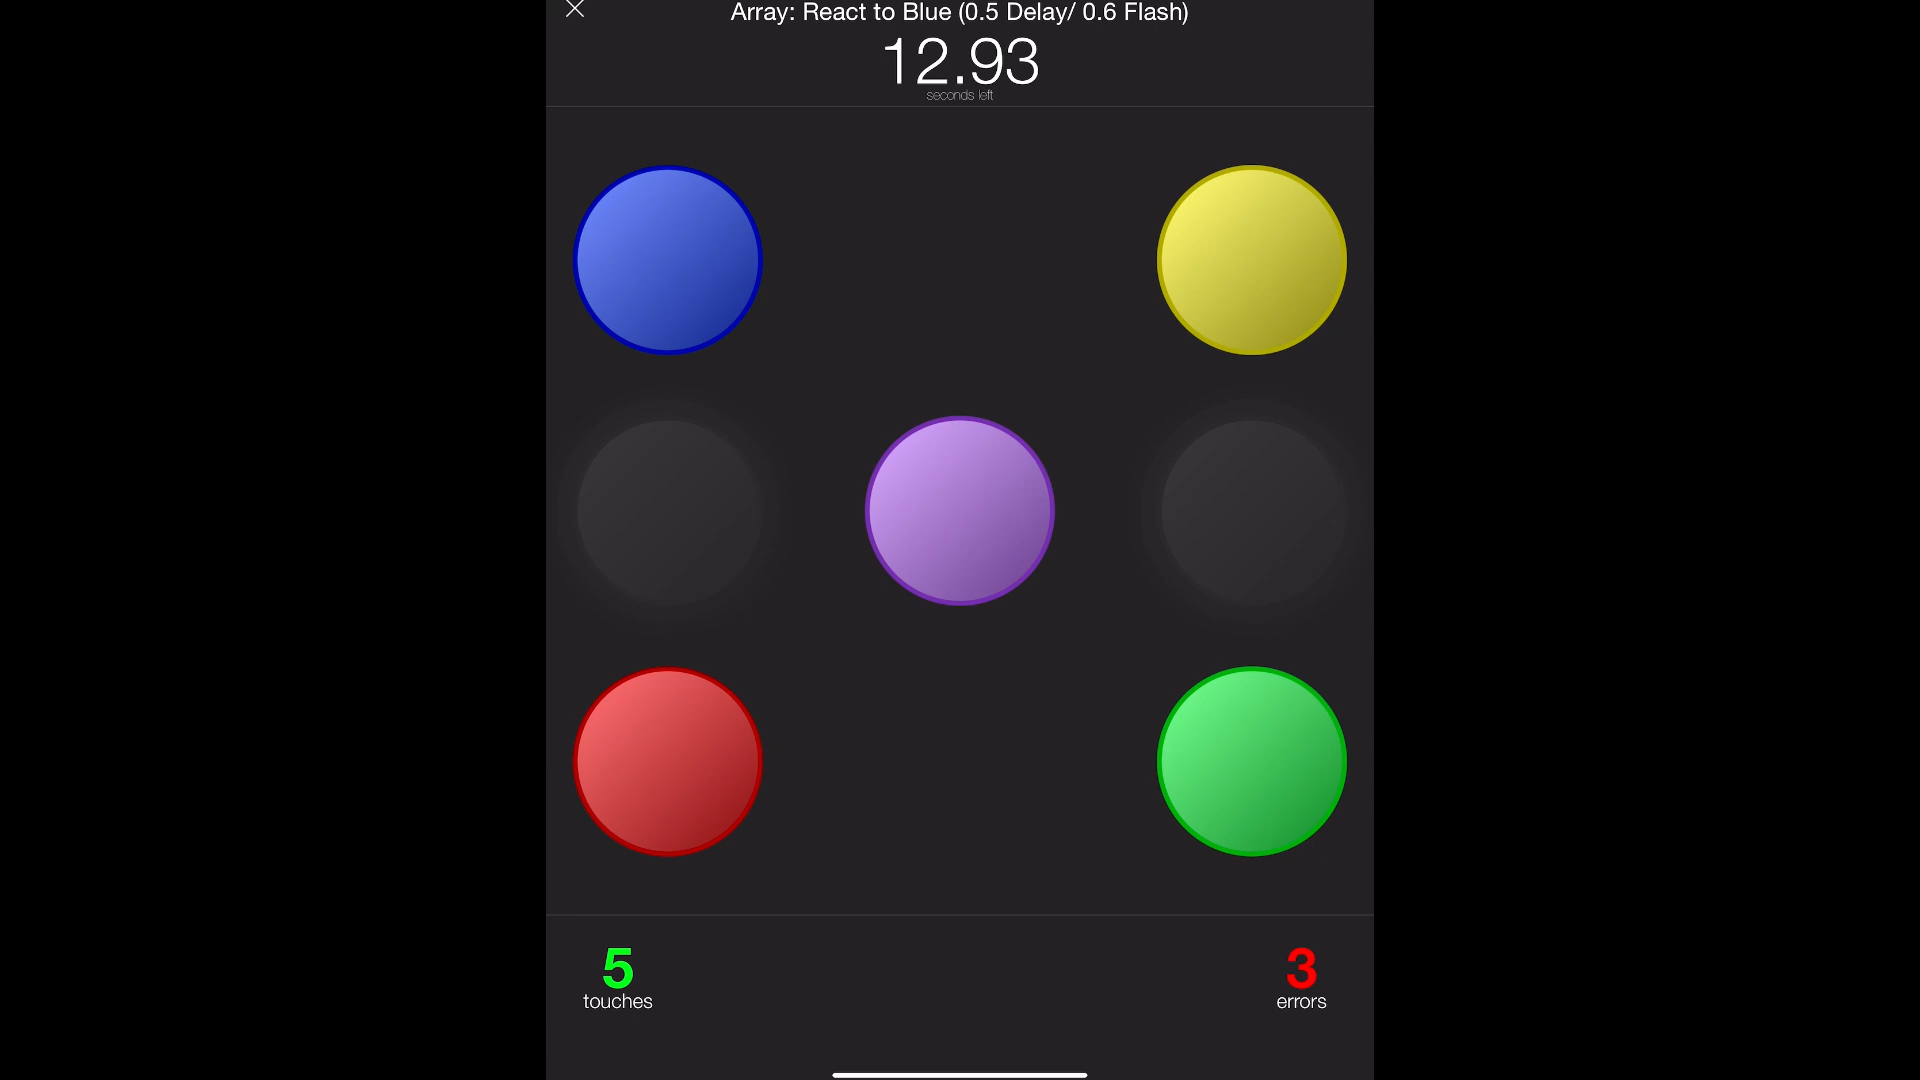 Array: React to Blue (0.5 Delay/ 0.6 Flash)
12.93
seconds left
5
touches
3
errors